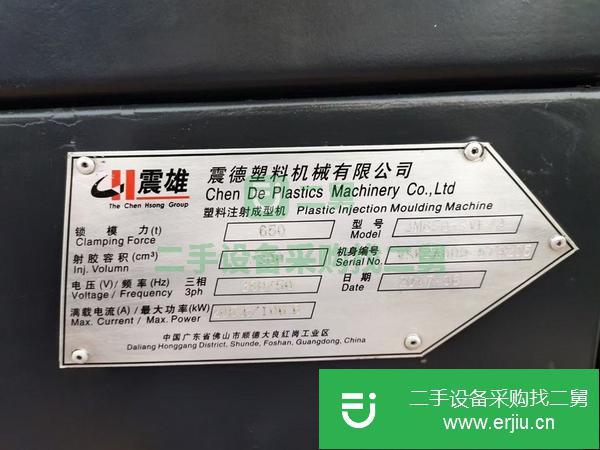 震雄
The Chen Hsong Group
震德塑料机械有限公司
Chen De Plastics Machinery Co.,Ltd
塑料注射成型机 Plastic Injection Moulding Machine
锁模力(t)
Clamping Force
650
型号
Model
射胶容积(cm³)
Inj. Volumn
机身编号
Serial No.
电压(V)/频率(Hz) 三相
Voltage / Frequency 3ph
380/50
日期
Date
满载电流(A)/最大功率(kW)
Max. Current / Max. Power
中国广东省佛山市顺德大良红岗工业区
Daliang Honggang District, Shunde, Foshan, Guangdong, China
二手设备采购找二舅
二手设备采购找二舅
www.erjiu.cn